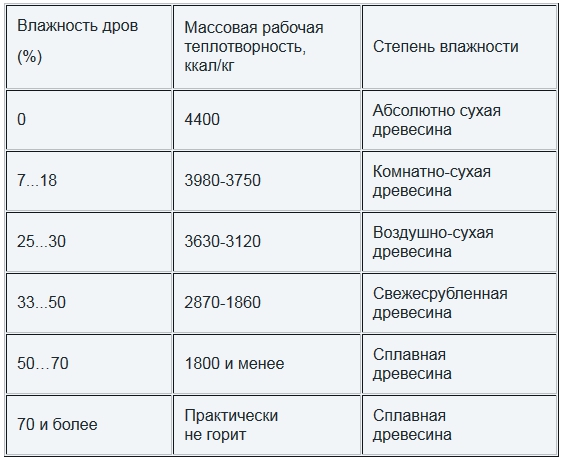 Влажность дров
(%)
Массовая рабочая
теплотворность,
ккал/кг
Степень влажности
0
4400
Абсолютно сухая
древесина
7...18
3980-3750
Комнатно-сухая
древесина
25...30
3630-3120
Воздушно-сухая
древесина
33...50
2870-1860
Свежесрубленная
древесина
50...70
1800 и менее
Сплавная
древесина
70 и более
Практически
не горит
Сплавная
древесина